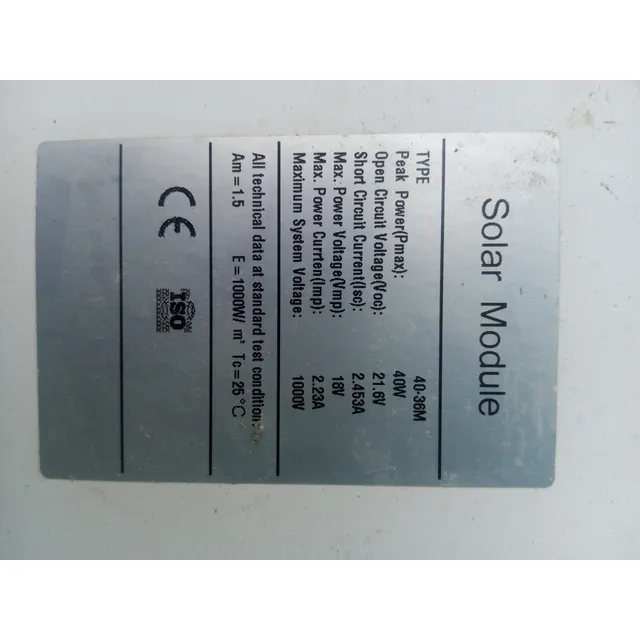 Solar Module
TYPE 40-36M
Peak Power(Pmax): 40W
Open Circuit Voltage(Voc): 21.6V
Short Circuit Current(Isc): 2.453A
Max. Power Voltage(Vmp): 18V
Max. Power Currten(Imp): 2.23A
Maximum System Voltage: 1000V
All technical data at standard test condition:
Am=1.5 E=1000W/m² Tc=25°C
CE ISO